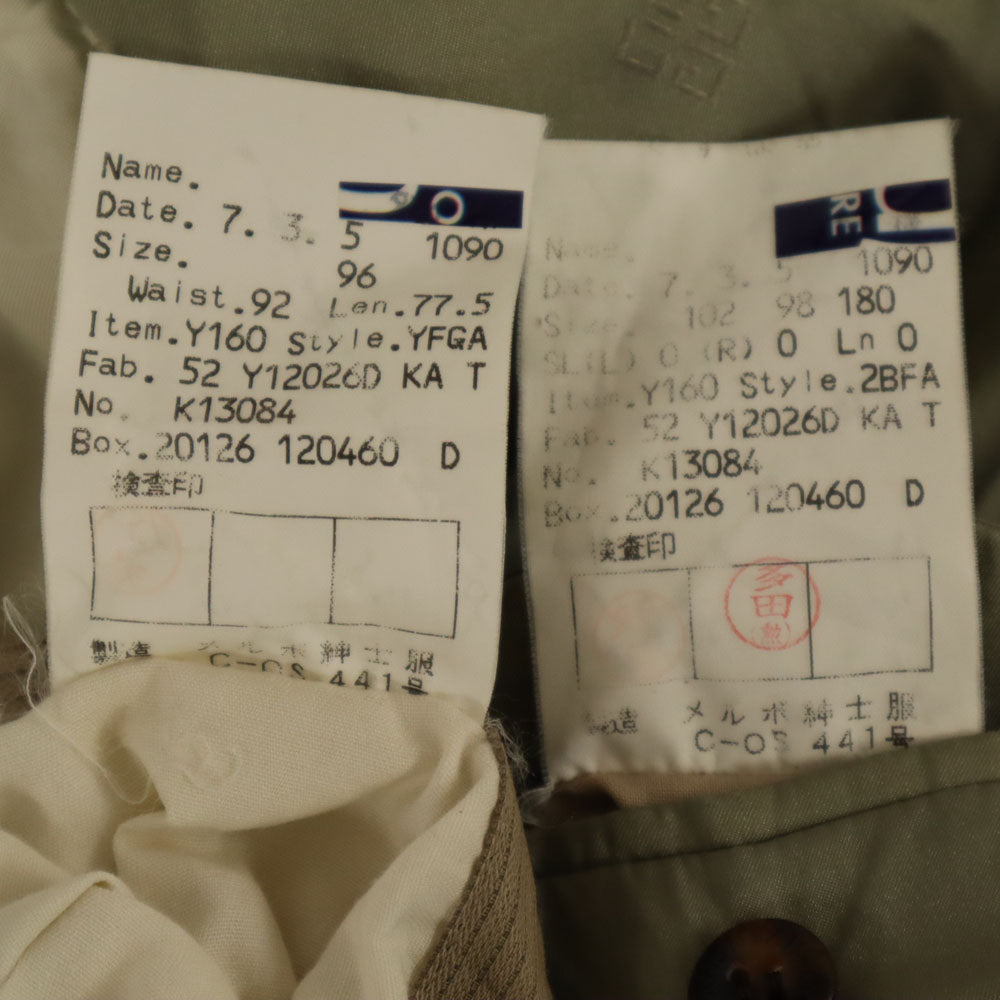 Name.
Date. 7. 3. 5 1090
Size. 96
Waist.92 Len.77.5
Item.Y160 Style.YFGA
Fab. 52 Y12026D KA T
No. K13084
Box.20126 120460 D
検査印
製造 メルボ紳士服
C-OS 441号
O
RE
Name.
Date. 7. 3. 5 1090
Size. 102 98 180
SL(L) 0 (R) 0 Ln 0
Item.Y160 Style.2BFA
Fab. 52 Y12026D KA T
No. K13084
Box.20126 120460 D
検査印
多田
(勲)
製造 メルボ紳士服
C-OS 441号